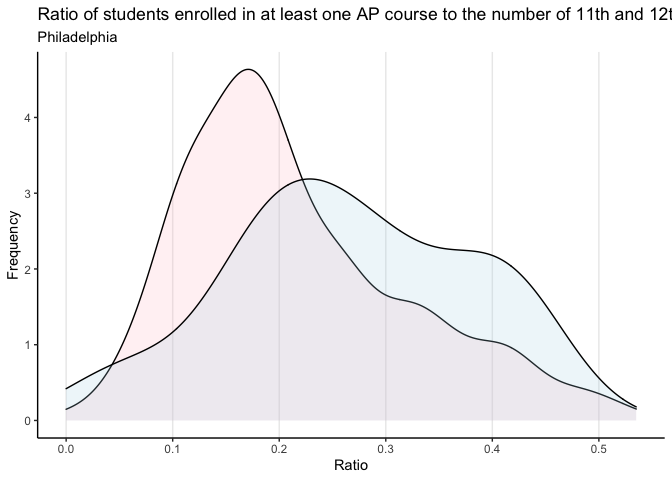 Ratio of students enrolled in at least one AP course to the number of 11th and
Philadelphia
Frequency
4
3
2
1
0
0.0 0.1 0.2 0.3 0.4 0.5
Ratio